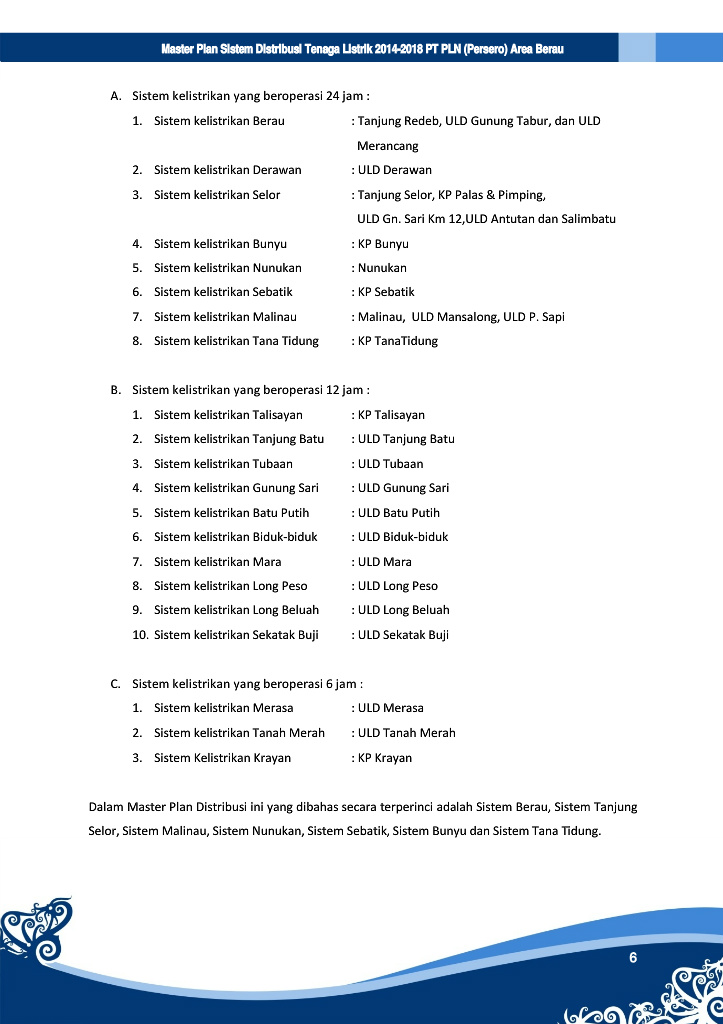 Master Plan Sistem Distribusi Tenaga Listrik 2014-2018 PT PLN (Persero) Area Berau
A. Sistem kelistrikan yang beroperasi 24 jam :
1. Sistem kelistrikan Berau : Tanjung Redeb, ULD Gunung Tabur, dan ULD
Merancang
2. Sistem kelistrikan Derawan : ULD Derawan
3. Sistem kelistrikan Selor : Tanjung Selor, KP Palas & Pimping,
ULD Gn. Sari Km 12,ULD Antutan dan Salimbatu
4. Sistem kelistrikan Bunyu : KP Bunyu
5. Sistem kelistrikan Nunukan : Nunukan
6. Sistem kelistrikan Sebatik : KP Sebatik
7. Sistem kelistrikan Malinau : Malinau, ULD Mansalong, ULD P. Sapi
8. Sistem kelistrikan Tana Tidung : KP TanaTidung
B. Sistem kelistrikan yang beroperasi 12 jam :
1. Sistem kelistrikan Talisayan : KP Talisayan
2. Sistem kelistrikan Tanjung Batu : ULD Tanjung Batu
3. Sistem kelistrikan Tubaan : ULD Tubaan
4. Sistem kelistrikan Gunung Sari : ULD Gunung Sari
5. Sistem kelistrikan Batu Putih : ULD Batu Putih
6. Sistem kelistrikan Biduk-biduk : ULD Biduk-biduk
7. Sistem kelistrikan Mara : ULD Mara
8. Sistem kelistrikan Long Peso : ULD Long Peso
9. Sistem kelistrikan Long Beluah : ULD Long Beluah
10. Sistem kelistrikan Sekatak Buji : ULD Sekatak Buji
C. Sistem kelistrikan yang beroperasi 6 jam :
1. Sistem kelistrikan Merasa : ULD Merasa
2. Sistem kelistrikan Tanah Merah : ULD Tanah Merah
3. Sistem Kelistrikan Krayan : KP Krayan
Dalam Master Plan Distribusi ini yang dibahas secara terperinci adalah Sistem Berau, Sistem Tanjung
Selor, Sistem Malinau, Sistem Nunukan, Sistem Sebatik, Sistem Bunyu dan Sistem Tana Tidung.
6